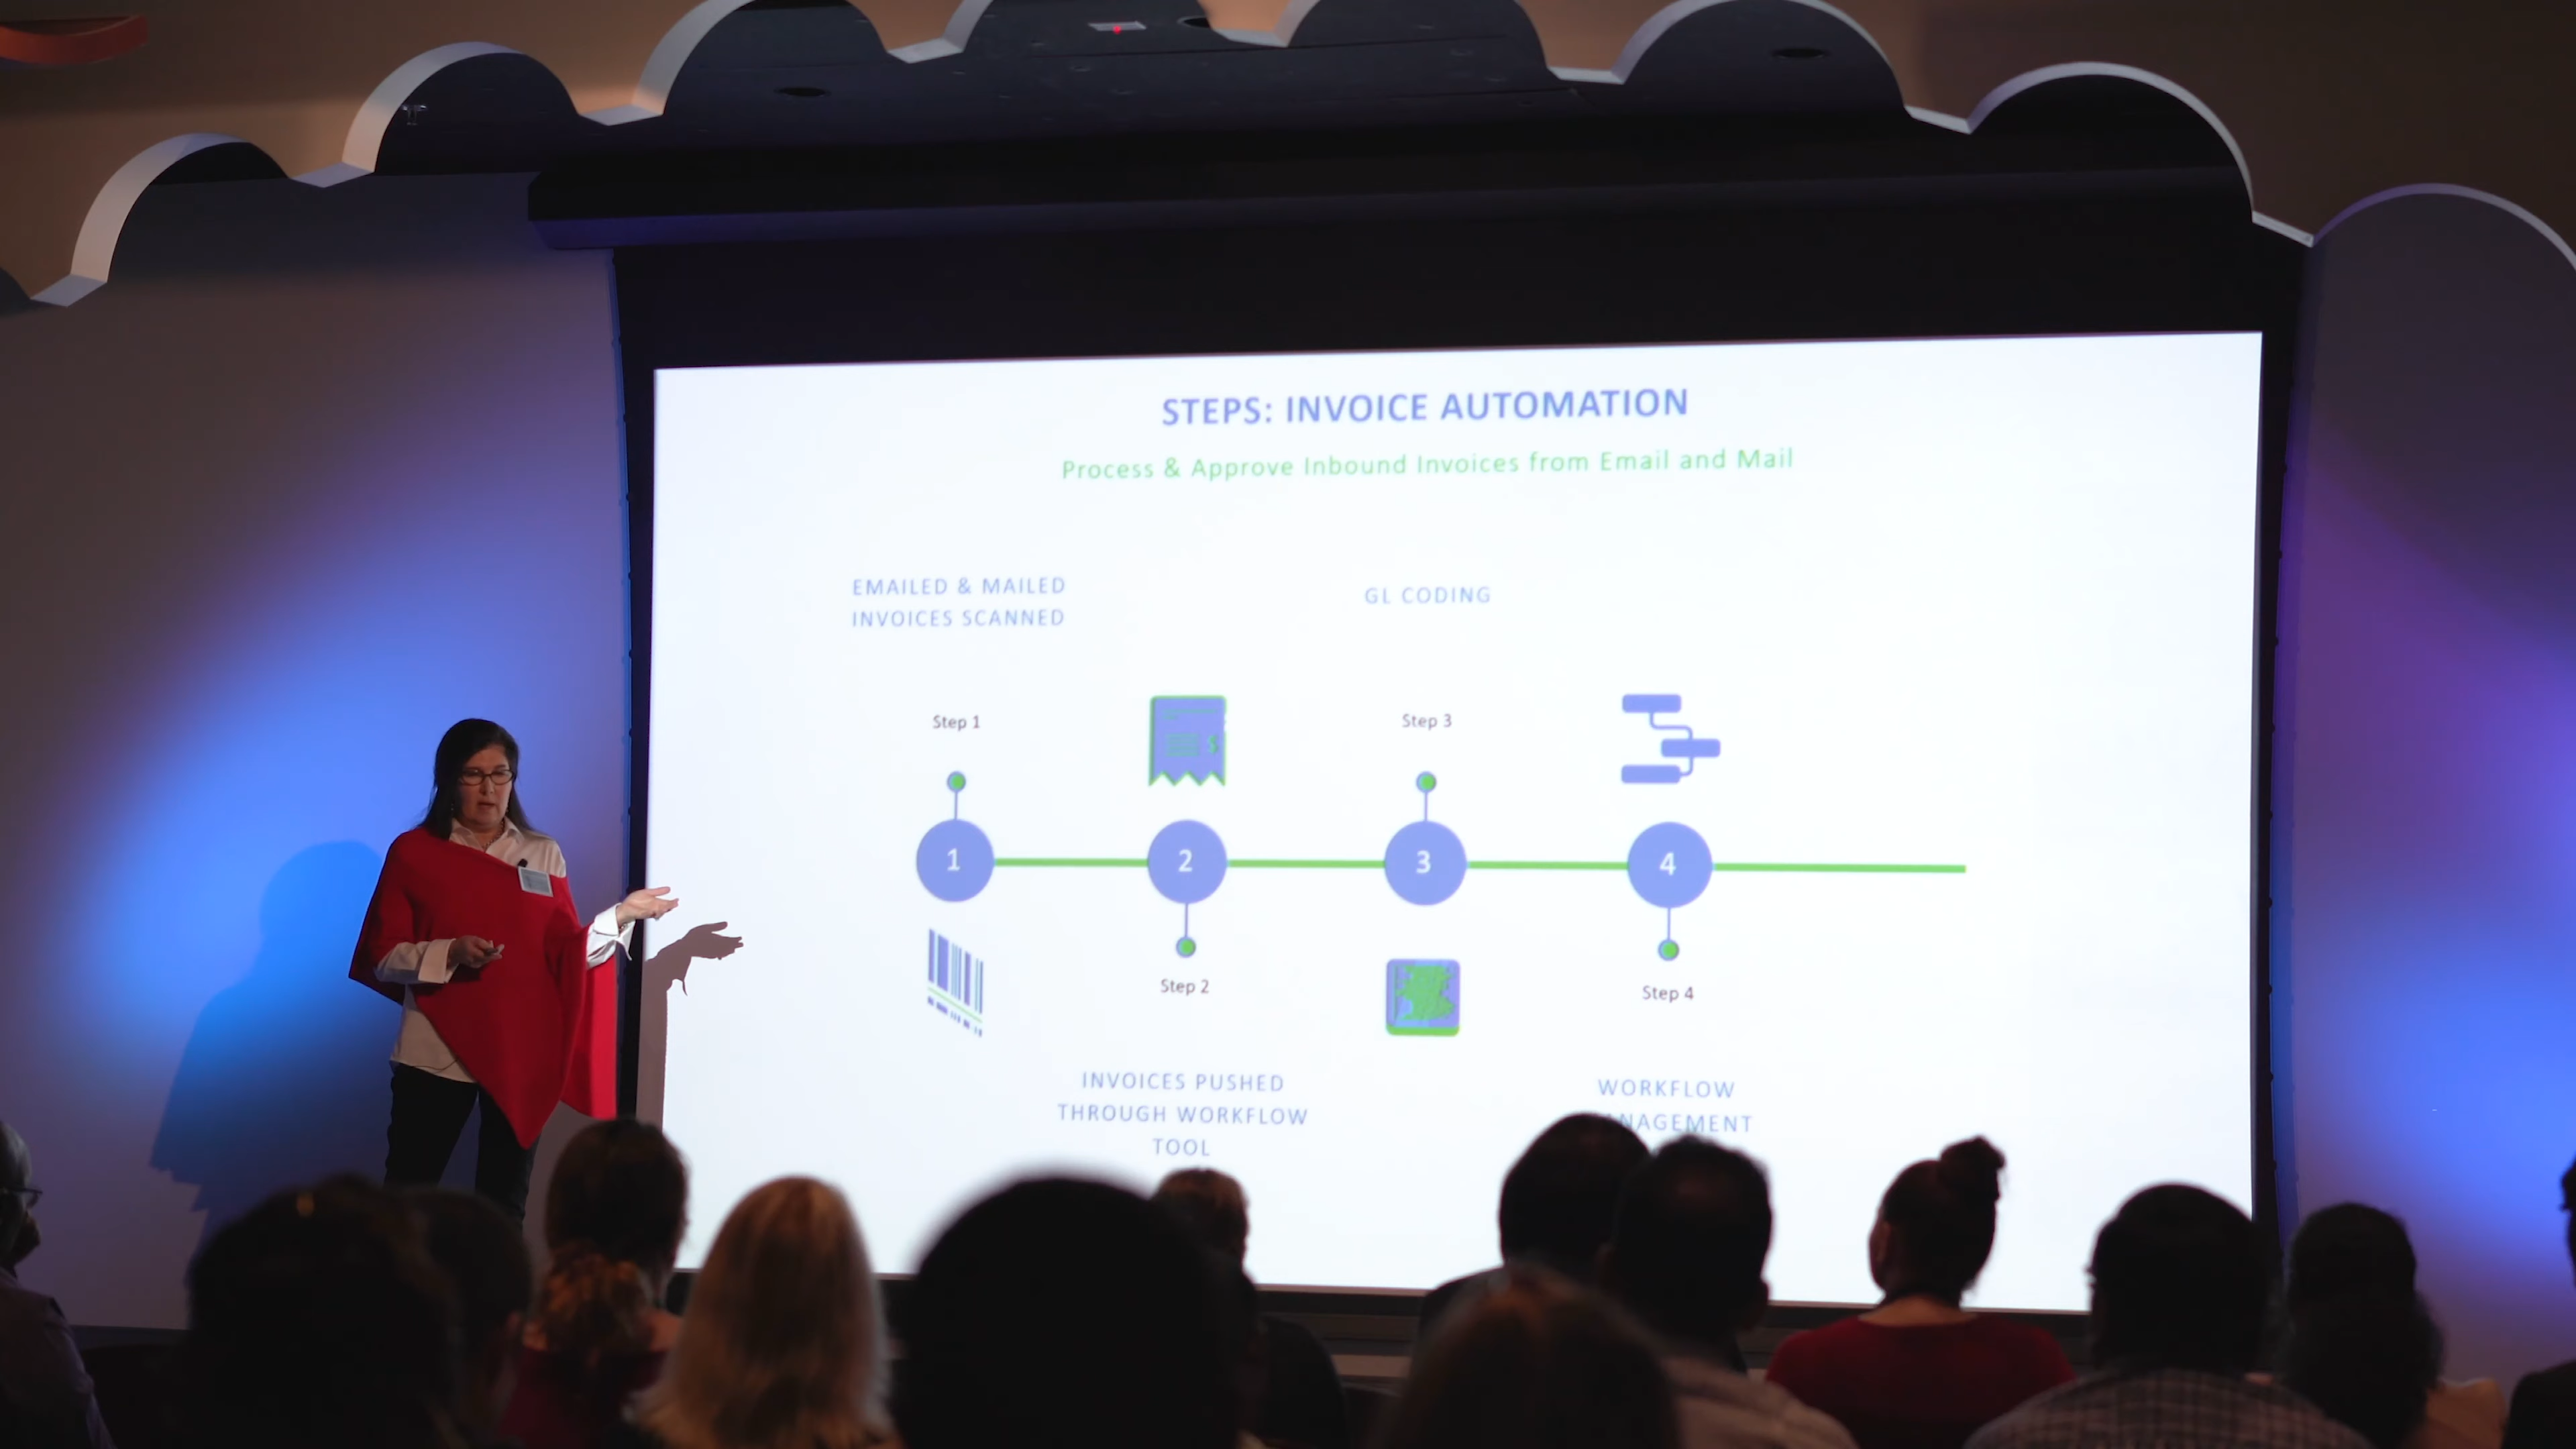 STEPS: INVOICE AUTOMATION
Process & Approve Inbound Invoices from Email and Mail
EMAILED & MAILED
INVOICES SCANNED
GL CODING
Step 1
Step 3
$
1
2
3
4
Step 2
Step 4
INVOICES PUSHED
THROUGH WORKFLOW
TOOL
WORKFLOW
NAGEMENT